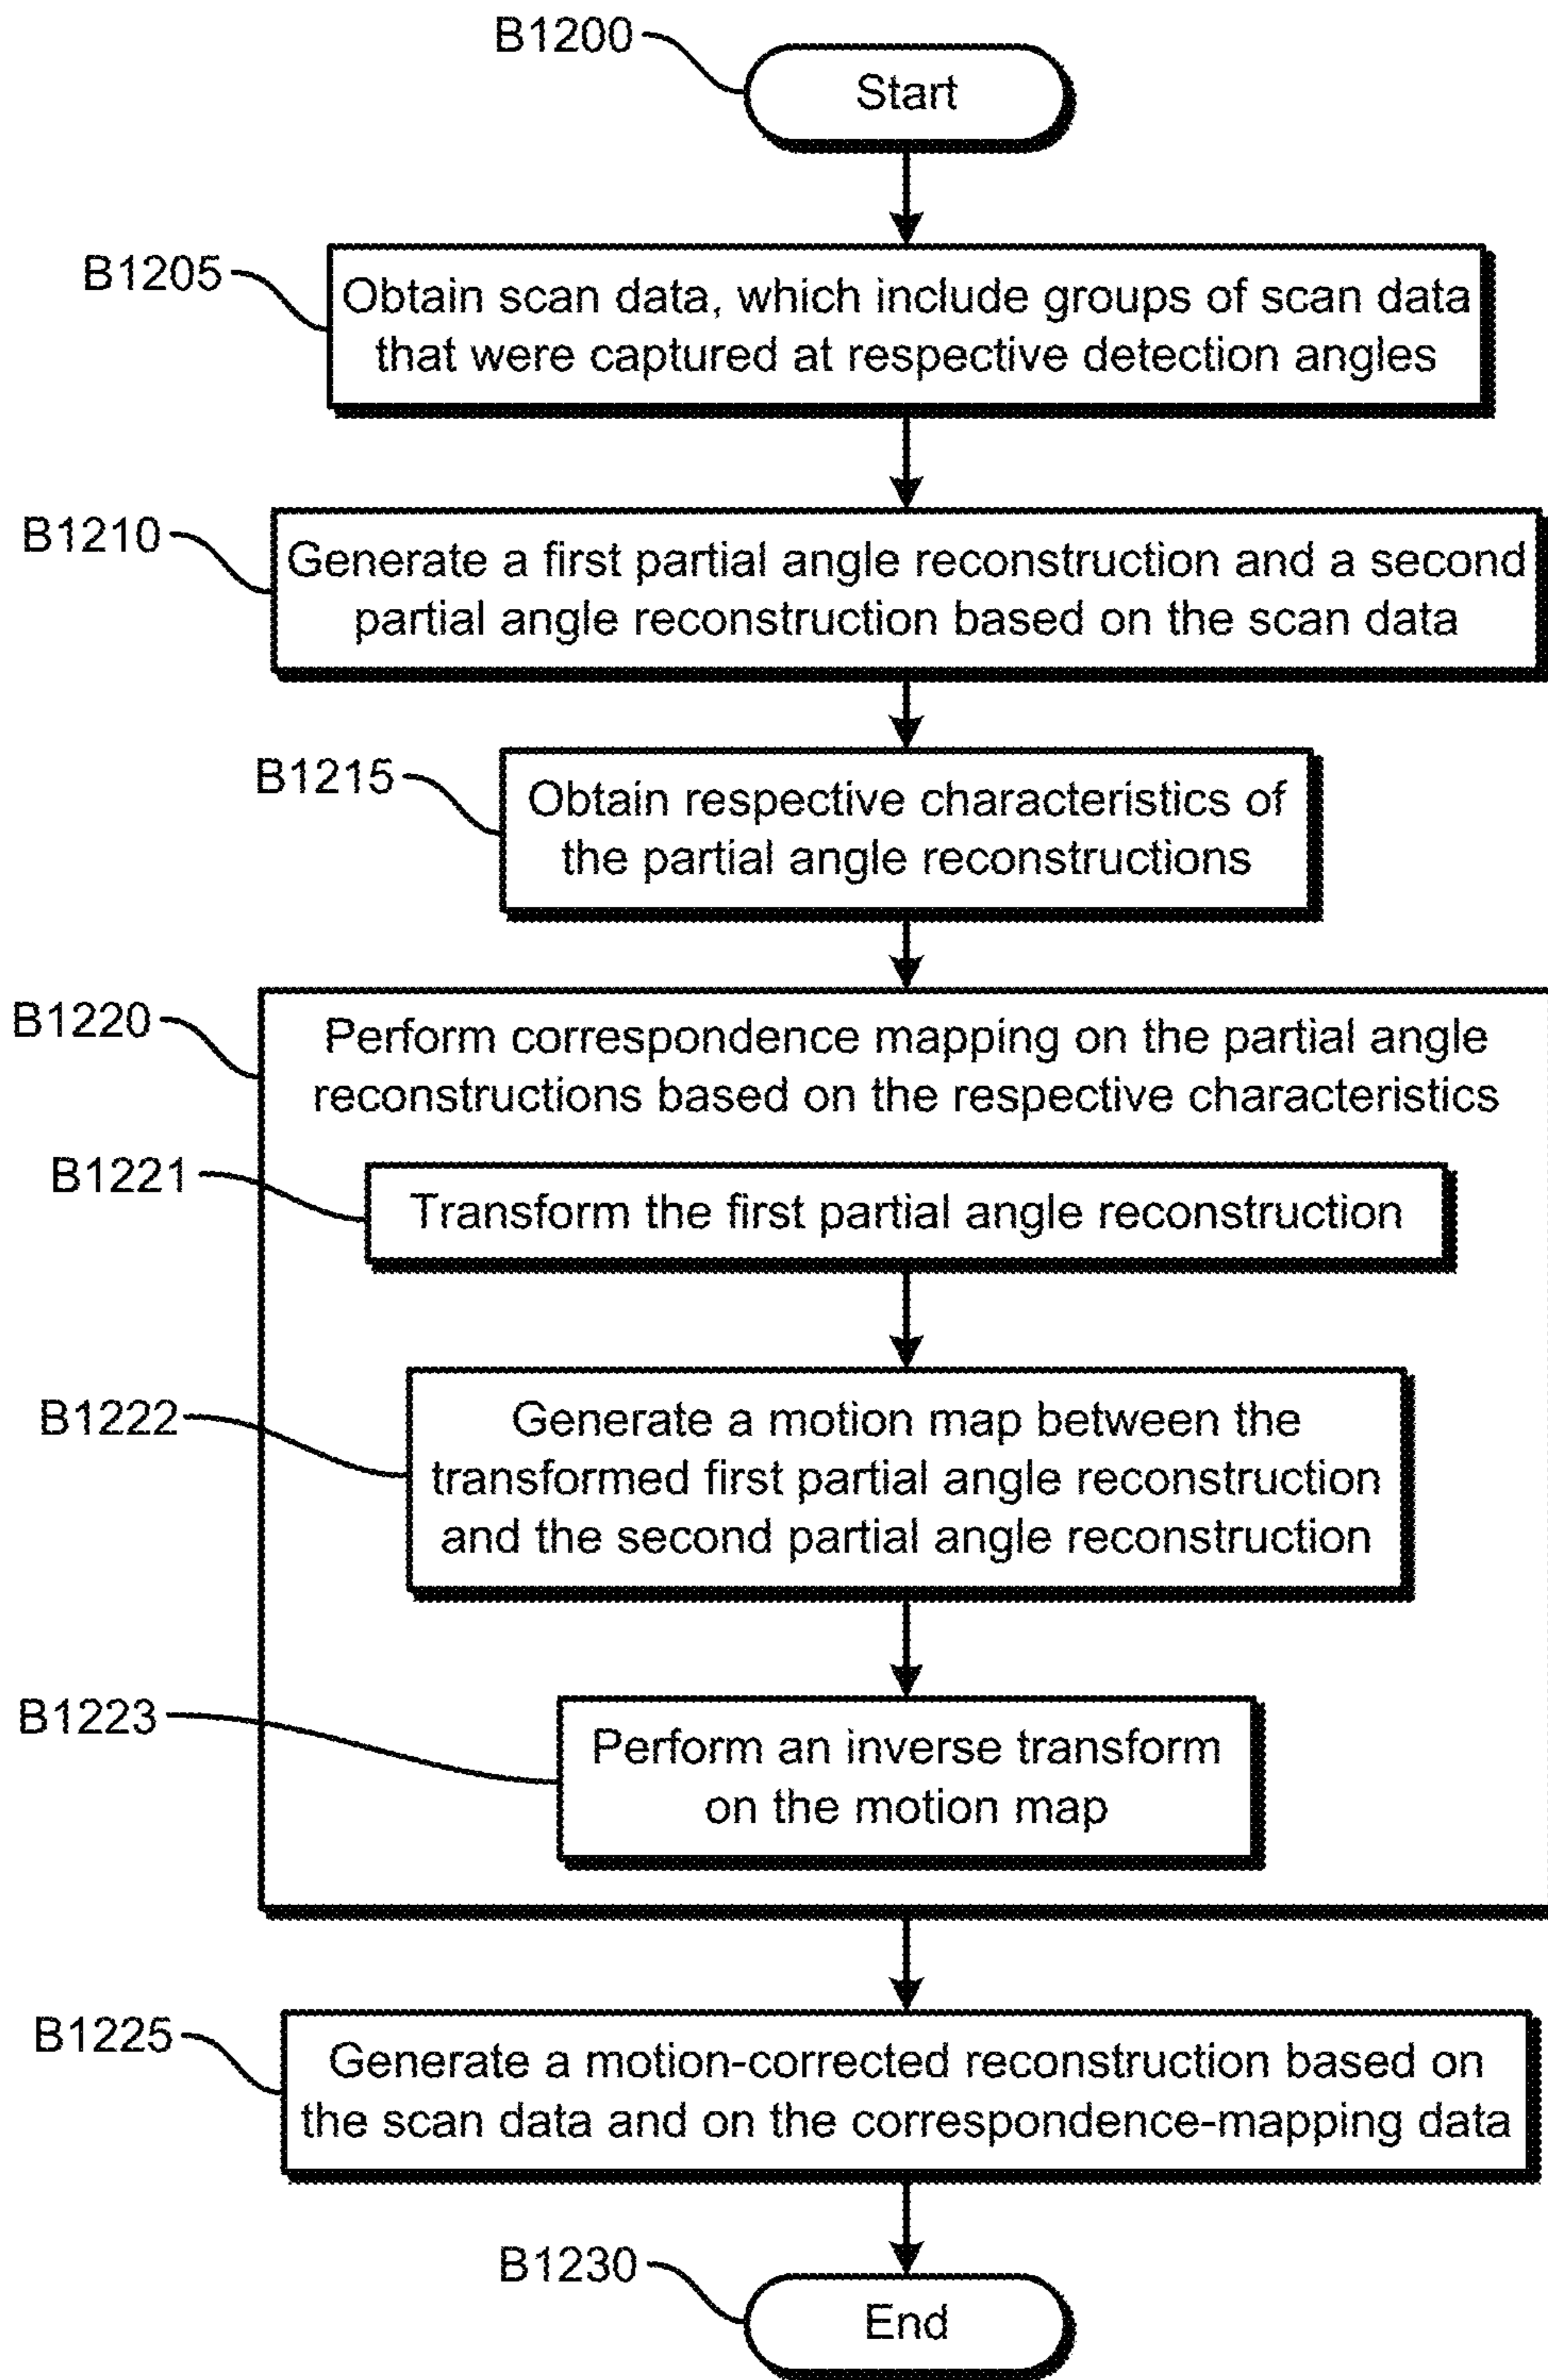 B1200
Start
B1205
Obtain scan data, which include groups of scan data
that were captured at respective detection angles
B1210
Generate a first partial angle reconstruction and a second
partial angle reconstruction based on the scan data
B1215
Obtain respective characteristics of
the partial angle reconstructions
B1220
Perform correspondence mapping on the partial angle
reconstructions based on the respective characteristics
B1221
Transform the first partial angle reconstruction
B1222
Generate a motion map between the
transformed first partial angle reconstruction
and the second partial angle reconstruction
B1223
Perform an inverse transform
on the motion map
B1225
Generate a motion-corrected reconstruction based on
the scan data and on the correspondence-mapping data
B1230
End